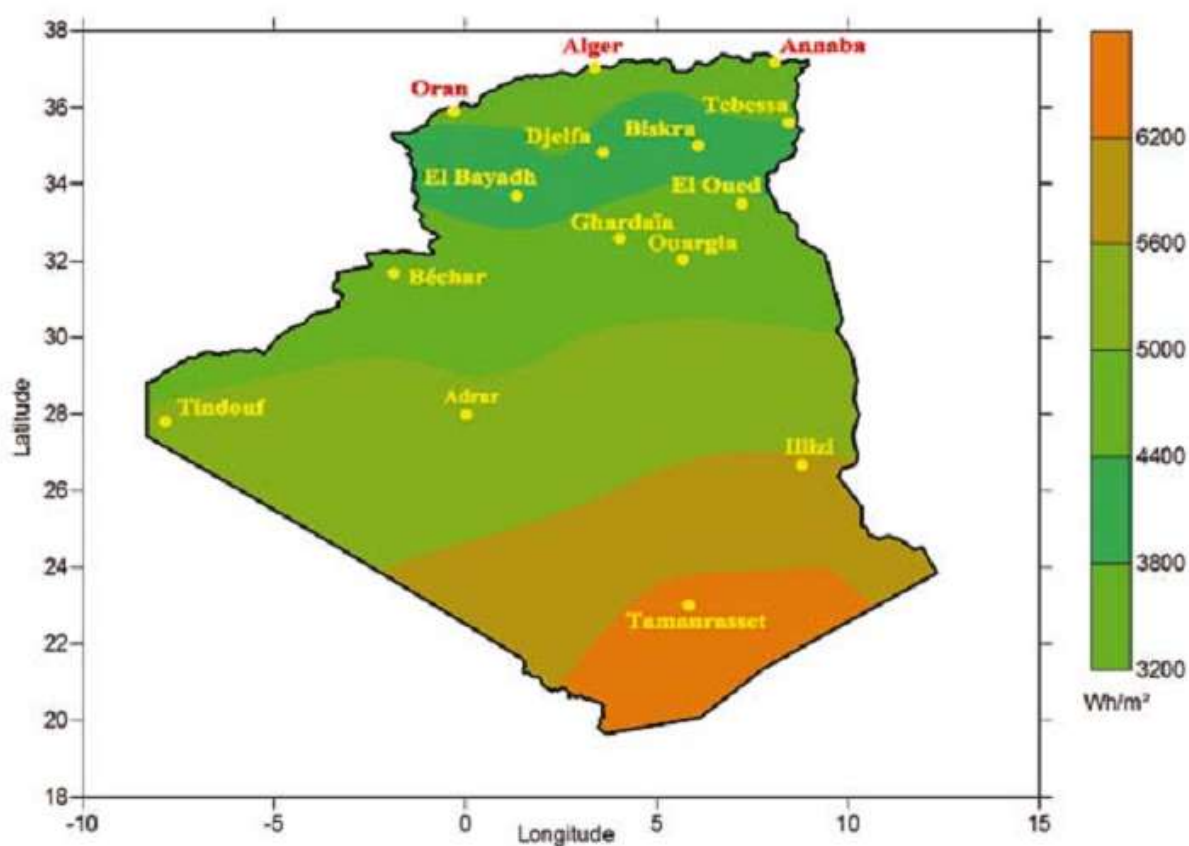 38
36
34
32
30
28
26
24
22
20
18
Latitude
-10
-5
0
5
10
15
Longitude
Alger
Annaba
Oran
Tebessa
Djelfa
Biskra
El Bayadh
El Oued
Ghardaïa
Ouargla
Béchar
Tindouf
Adrar
Illizi
Tamanrasset
6200
5600
5000
4400
3800
3200
Wh/m²